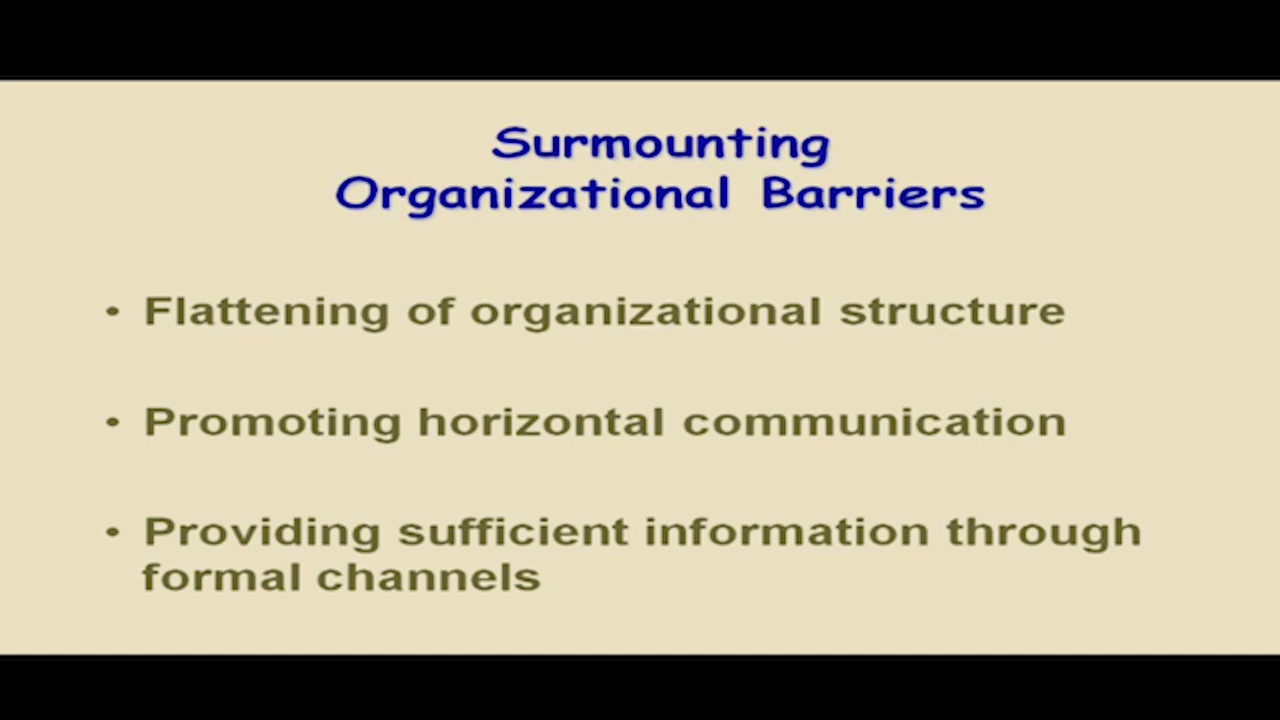 Surmounting
Organizational Barriers
• Flattening of organizational structure
• Promoting horizontal communication
• Providing sufficient information through
formal channels